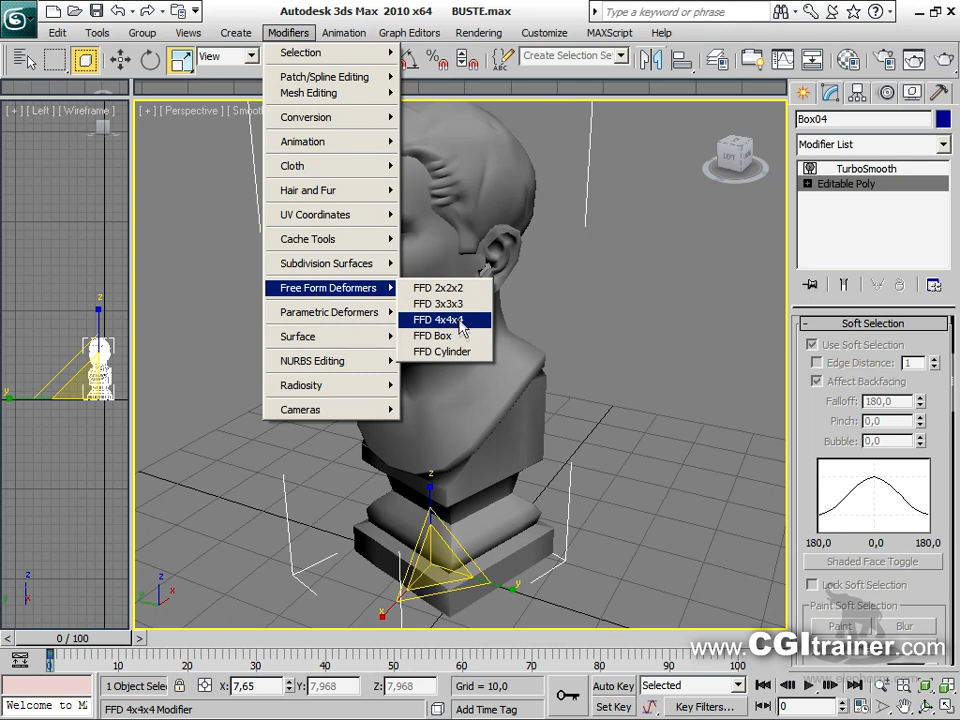 Autodesk 3ds Max 2010 x64 BUSTE.max
Type a keyword or phrase
Edit Tools Group Views Create Modifiers Animation Graph Editors Rendering Customize MAXScript Help
View
Create Selection Se
[ + ] [ Left ] [ Wireframe ]
[ + ] [ Perspective ] [ Smoot
Selection
Patch/Spline Editing
Mesh Editing
Conversion
Animation
Cloth
Hair and Fur
UV Coordinates
Cache Tools
Subdivision Surfaces
Free Form Deformers
Parametric Deformers
Surface
NURBS Editing
Radiosity
Cameras
FFD 2x2x2
FFD 3x3x3
FFD 4x4x4
FFD Box
FFD Cylinder
LEFT
z
y
z
x
z
x
y
z
y
x
Box04
Modifier List
TurboSmooth
Editable Poly
- Soft Selection
Use Soft Selection
Edge Distance: 1
Affect Backfacing
Falloff: 180,0
Pinch: 0,0
Bubble: 0,0
180,0 0,0 180,0
Shaded Face Toggle
Lock Soft Selection
Paint Soft Selection
Paint Blur
www.CGItrainer.com
< 0 / 100 >
0 10 20 30 40 50 60 70 80 90 100
1 Object Selec X: 7,65 Y: 7,968 Z: 7,968 Grid = 10,0 Auto Key Selected
Welcome to M
FFD 4x4x4 Modifier Add Time Tag Set Key Key Filters... 0